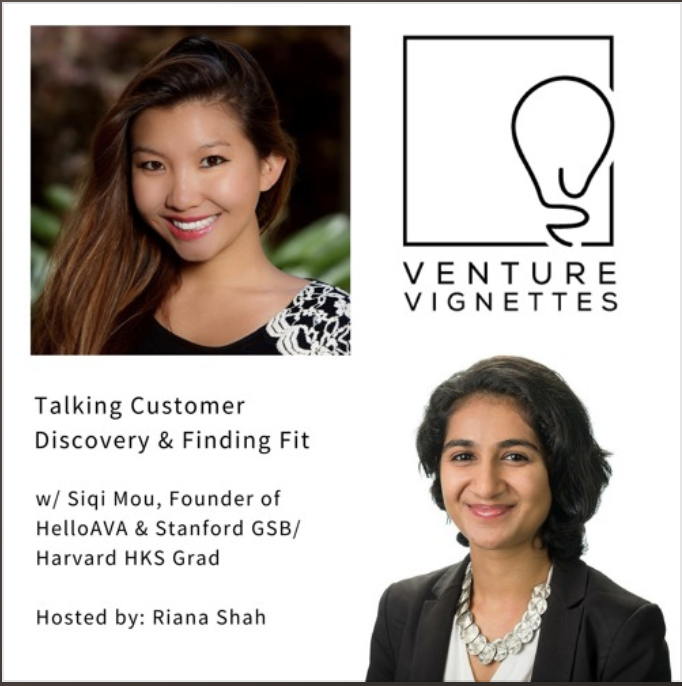 VENTURE
VIGNETTES
Talking Customer
Discovery & Finding Fit
w/ Siqi Mou, Founder of
HelloAVA & Stanford GSB/
Harvard HKS Grad
Hosted by: Riana Shah